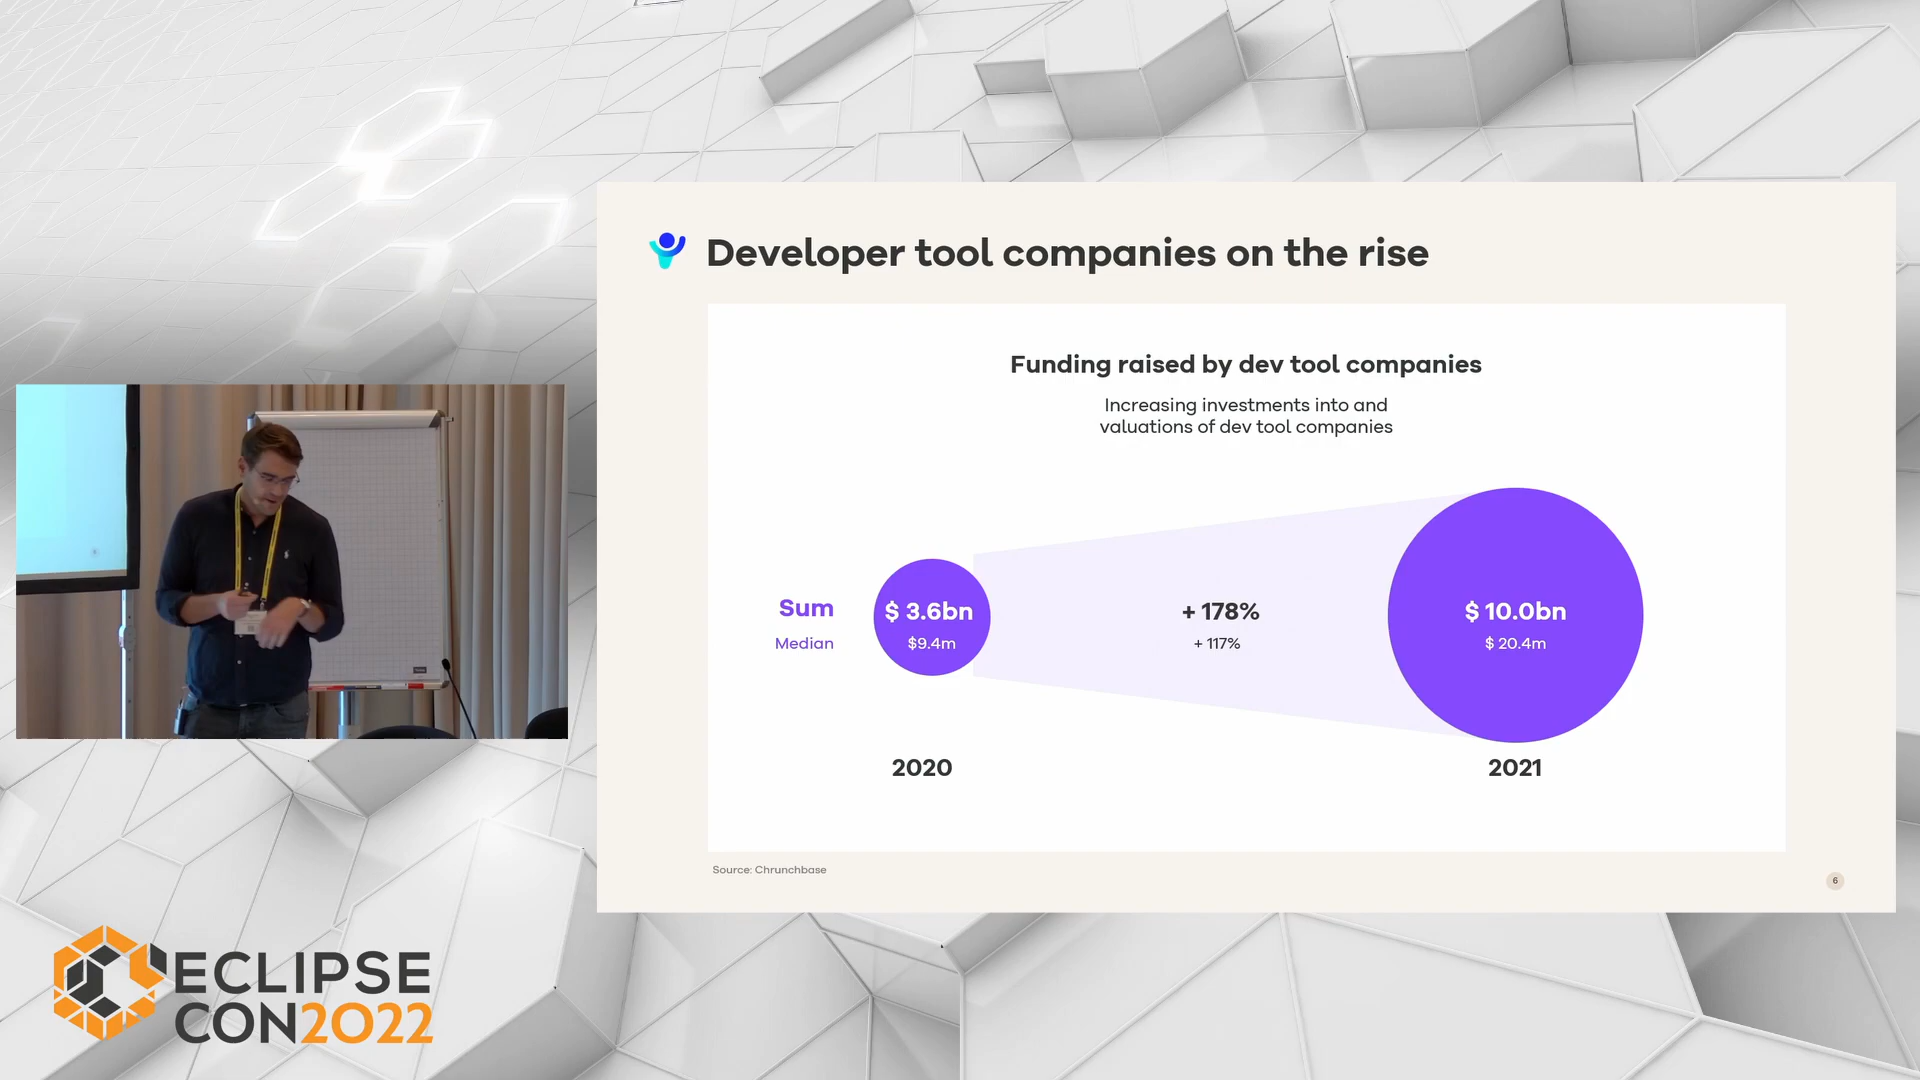 Developer tool companies on the rise
Funding raised by dev tool companies
Increasing investments into and
valuations of dev tool companies
Sum
$ 3.6bn
+ 178%
$ 10.0bn
Median
$9.4m
+ 117%
$ 20.4m
2020
2021
Source: Chrunchbase
6
ECLIPSE
CON2022